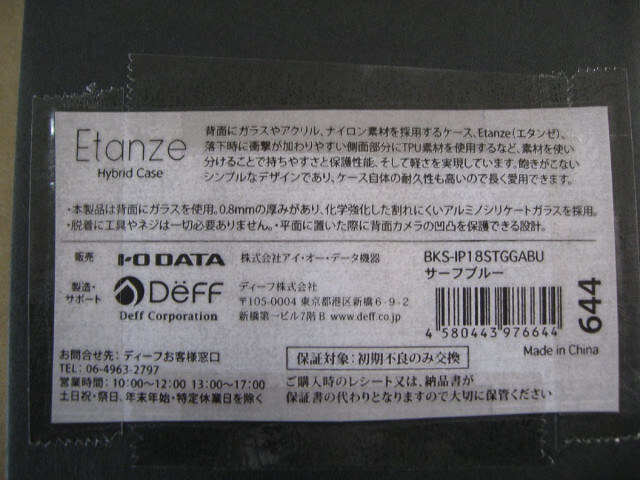 Etanze
Hybrid Case
背面にガラスやアクリル、ナイロン素材を採用するケース、Etanze(エタンゼ)。
落下時に衝撃が加わりやすい側面部分にTPU素材を使用するなど、素材を使い
分けることで持ちやすさと保護性能、そして軽さを実現しています。飽きがこない
シンプルなデザインであり、ケース自体の耐久性も高いので長く愛用できます。
・本製品は背面にガラスを使用。0.8mmの厚みがあり、化学強化した割れにくいアルミノシリケートガラスを採用。
・脱着に工具やネジは一切必要ありません。・平面に置いた際に背面カメラの凹凸を保護できる設計。
販売 I-O DATA 株式会社アイ・オー・データ機器
製造・サポート Deff Deff Corporation
ディーフ株式会社
〒105-0004 東京都港区新橋6-9-2
新橋第一ビル7階B www.deff.co.jp
BKS-IP18STGGABU
サーフブルー
4 580443 976644
644
Made in China
お問合せ先:ディーフお客様窓口
TEL: 06-4963-2797
営業時間: 10:00〜12:00 13:00〜17:00
土日祝・祭日、年末年始・特定休業日を除く
保証対象:初期不良のみ交換
ご購入時のレシート又は、納品書が
保証書の代わりとなりますので大切に保管ください